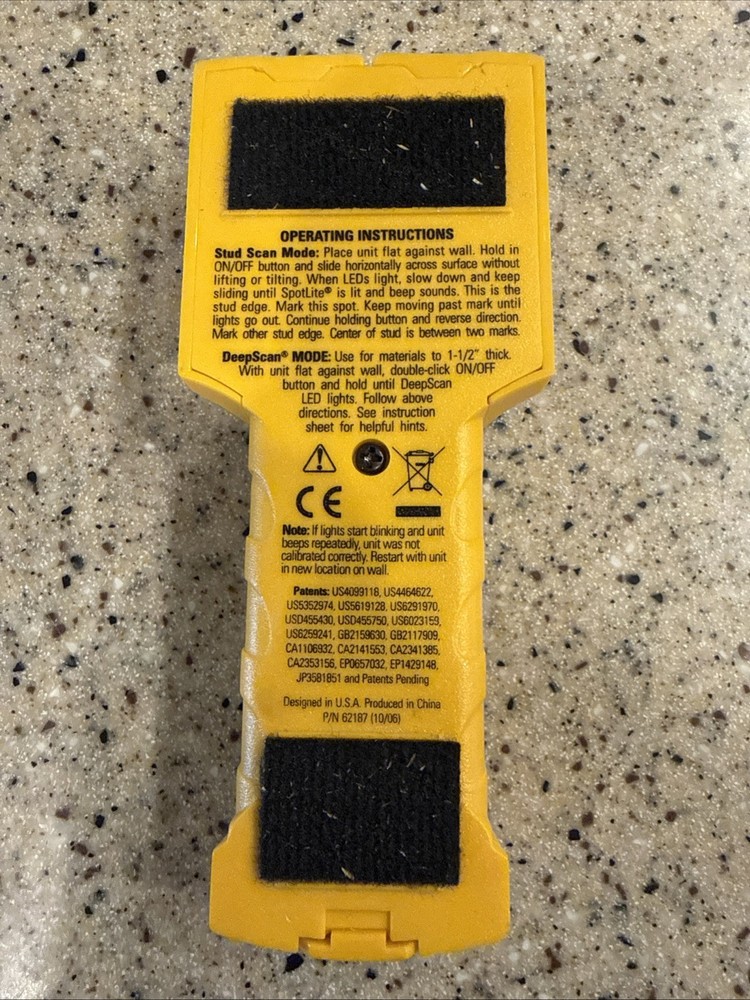 OPERATING INSTRUCTIONS
Stud Scan Mode: Place unit flat against wall. Hold in
ON/OFF button and slide horizontally across surface without
lifting or tilting. When LEDs light, slow down and keep
sliding until SpotLite® is lit and beep sounds. This is the
stud edge. Mark this spot. Keep moving past mark until
lights go out. Continue holding button and reverse direction.
Mark other stud edge. Center of stud is between two marks.
DeepScan® MODE: Use for materials to 1-1/2" thick.
With unit flat against wall, double-click ON/OFF
button and hold until DeepScan
LED lights. Follow above
directions. See instruction
sheet for helpful hints.
CE
Note: If lights start blinking and unit
beeps repeatedly, unit was not
calibrated correctly. Restart with unit
in new location on wall.
Patents: US4099118, US4464622,
US5352974, US5619128, US6291970,
USD455430, USD455750, US6023159,
US6259241, GB2159630, GB2117909,
CA1106932, CA2141553, CA2341385,
CA2353156, EP0657032, EP1429148,
JP3581851 and Patents Pending
Designed in U.S.A. Produced in China
P/N 62187 (10/06)